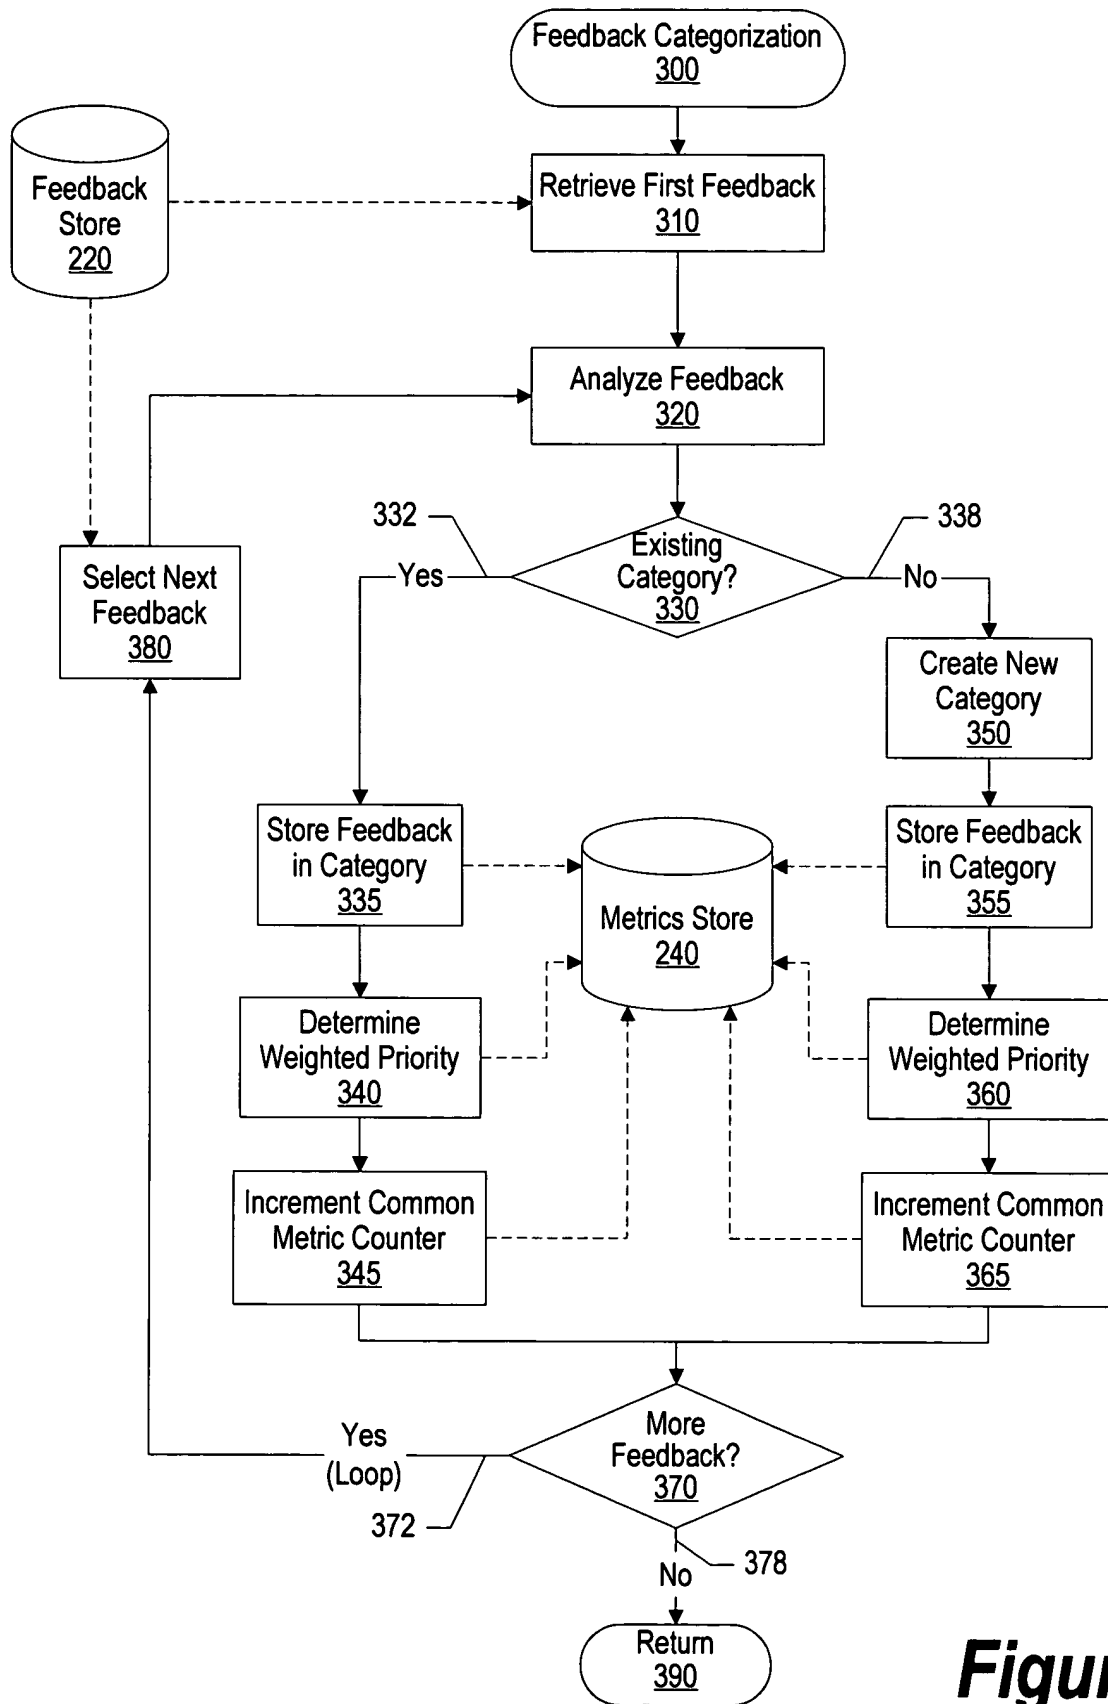 Feedback Categorization
300
Feedback
Store
220
Retrieve First Feedback
310
Analyze Feedback
320
332
338
Existing
Category?
330
Yes
No
Select Next
Feedback
380
Create New
Category
350
Store Feedback
in Category
335
Metrics Store
240
Store Feedback
in Category
355
Determine
Weighted Priority
340
Determine
Weighted Priority
360
Increment Common
Metric Counter
345
Increment Common
Metric Counter
365
More
Feedback?
370
Yes
(Loop)
372
378
No
Return
390